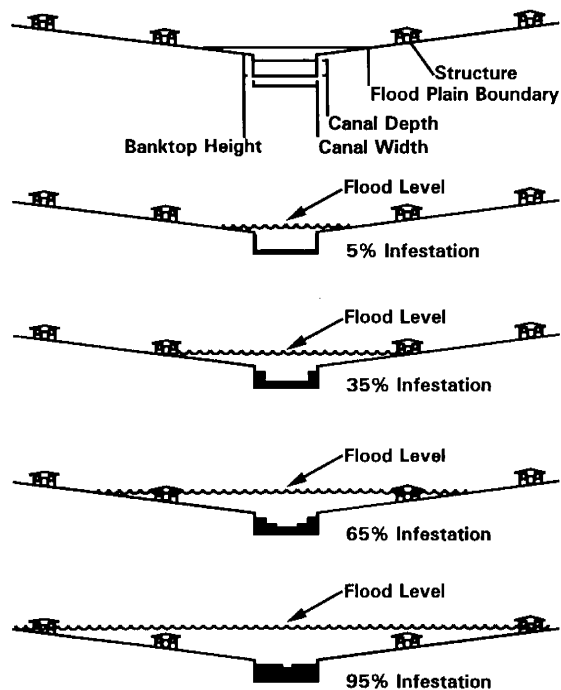 Structure
Flood Plain Boundary
Canal Depth
Banktop Height
Canal Width
Flood Level
5% Infestation
Flood Level
35% Infestation
Flood Level
65% Infestation
Flood Level
95% Infestation